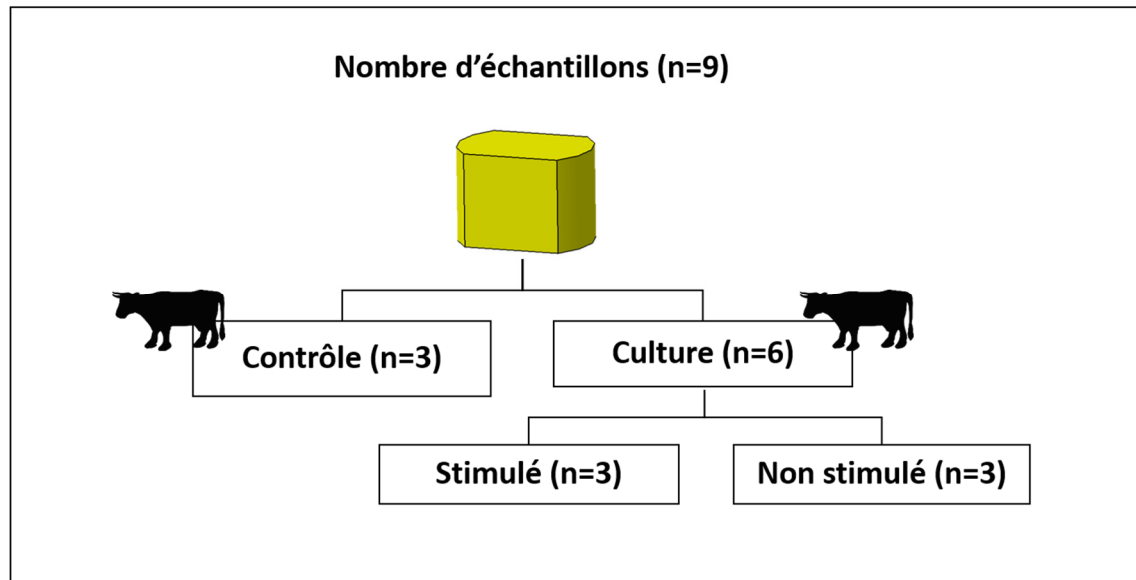 Nombre d'échantillons (n=9)
Contrôle (n=3)
Culture (n=6)
Stimulé (n=3)
Non stimulé (n=3)